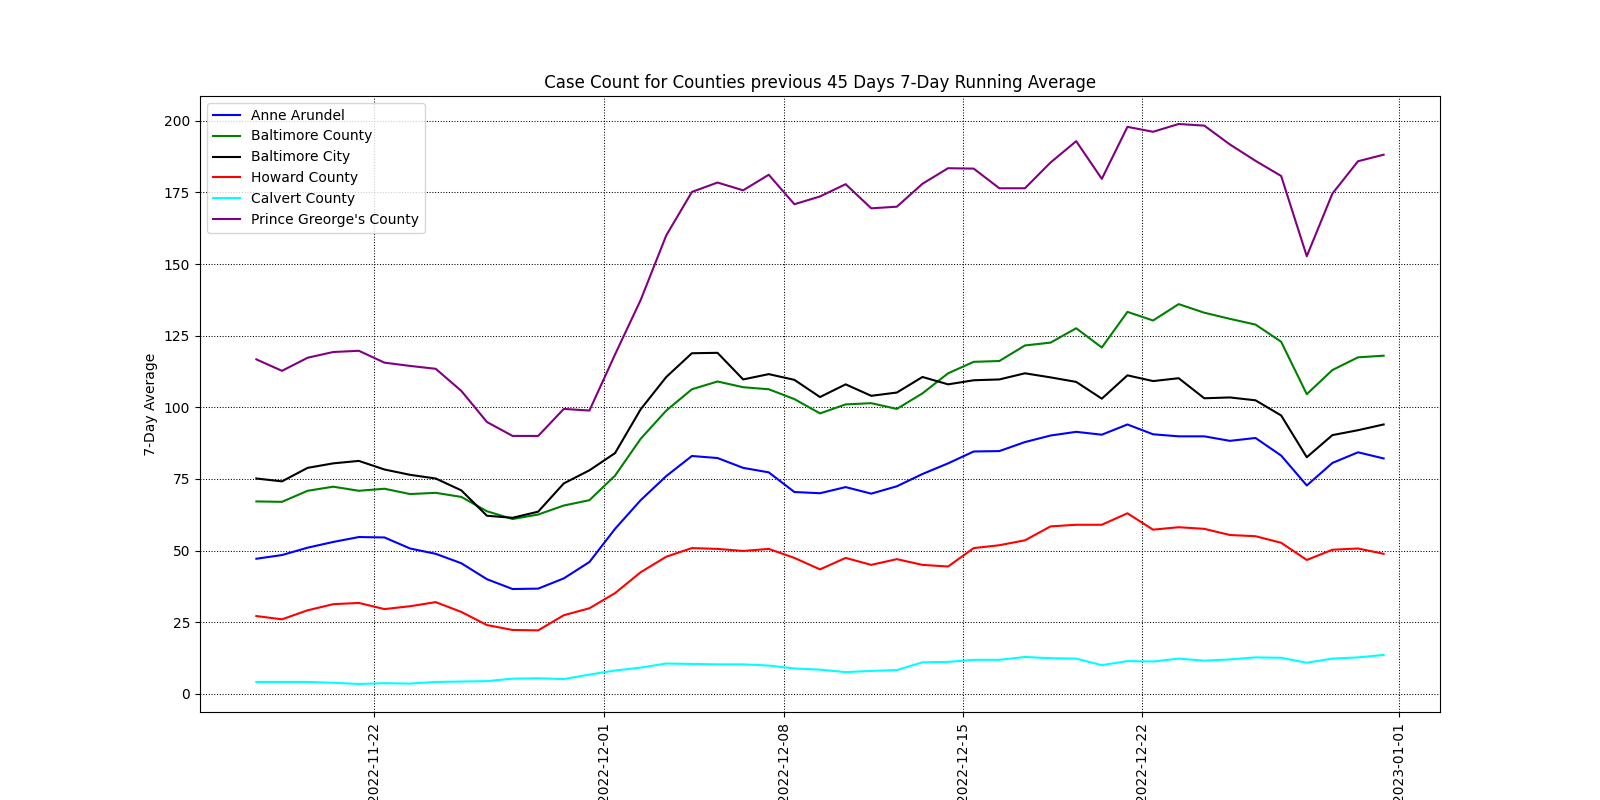 Case Count for Counties previous 45 Days 7-Day Running Average
Anne Arundel
Baltimore County
Baltimore City
Howard County
Calvert County
Prince Greorge's County
200
175
150
125
100
75
50
25
0
7-Day Average
2022-11-22
2022-12-01
2022-12-08
2022-12-15
2022-12-22
2023-01-01